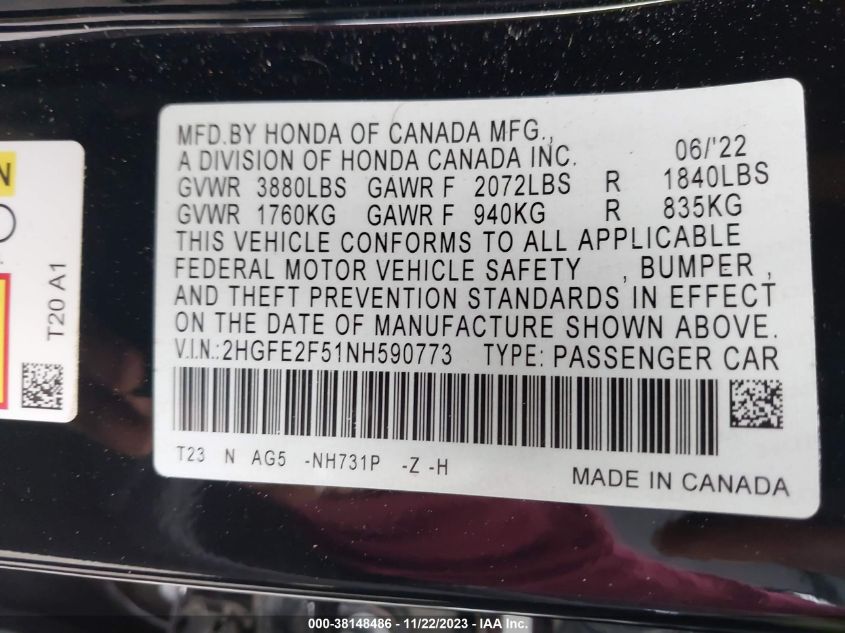 MFD.BY HONDA OF CANADA MFG.,
A DIVISION OF HONDA CANADA INC. 06/'22
GVWR 3880LBS GAWR F 2072LBS R 1840LBS
GVWR 1760KG GAWR F 940KG R 835KG
THIS VEHICLE CONFORMS TO ALL APPLICABLE
FEDERAL MOTOR VEHICLE SAFETY , BUMPER ,
AND THEFT PREVENTION STANDARDS IN EFFECT
ON THE DATE OF MANUFACTURE SHOWN ABOVE.
V.I.N.:2HGFE2F51NH590773 TYPE: PASSENGER CAR
T23 N AG5 -NH731P -Z -H
MADE IN CANADA
N
T20 A1
000-38148486 - 11/22/2023 - IAA Inc.